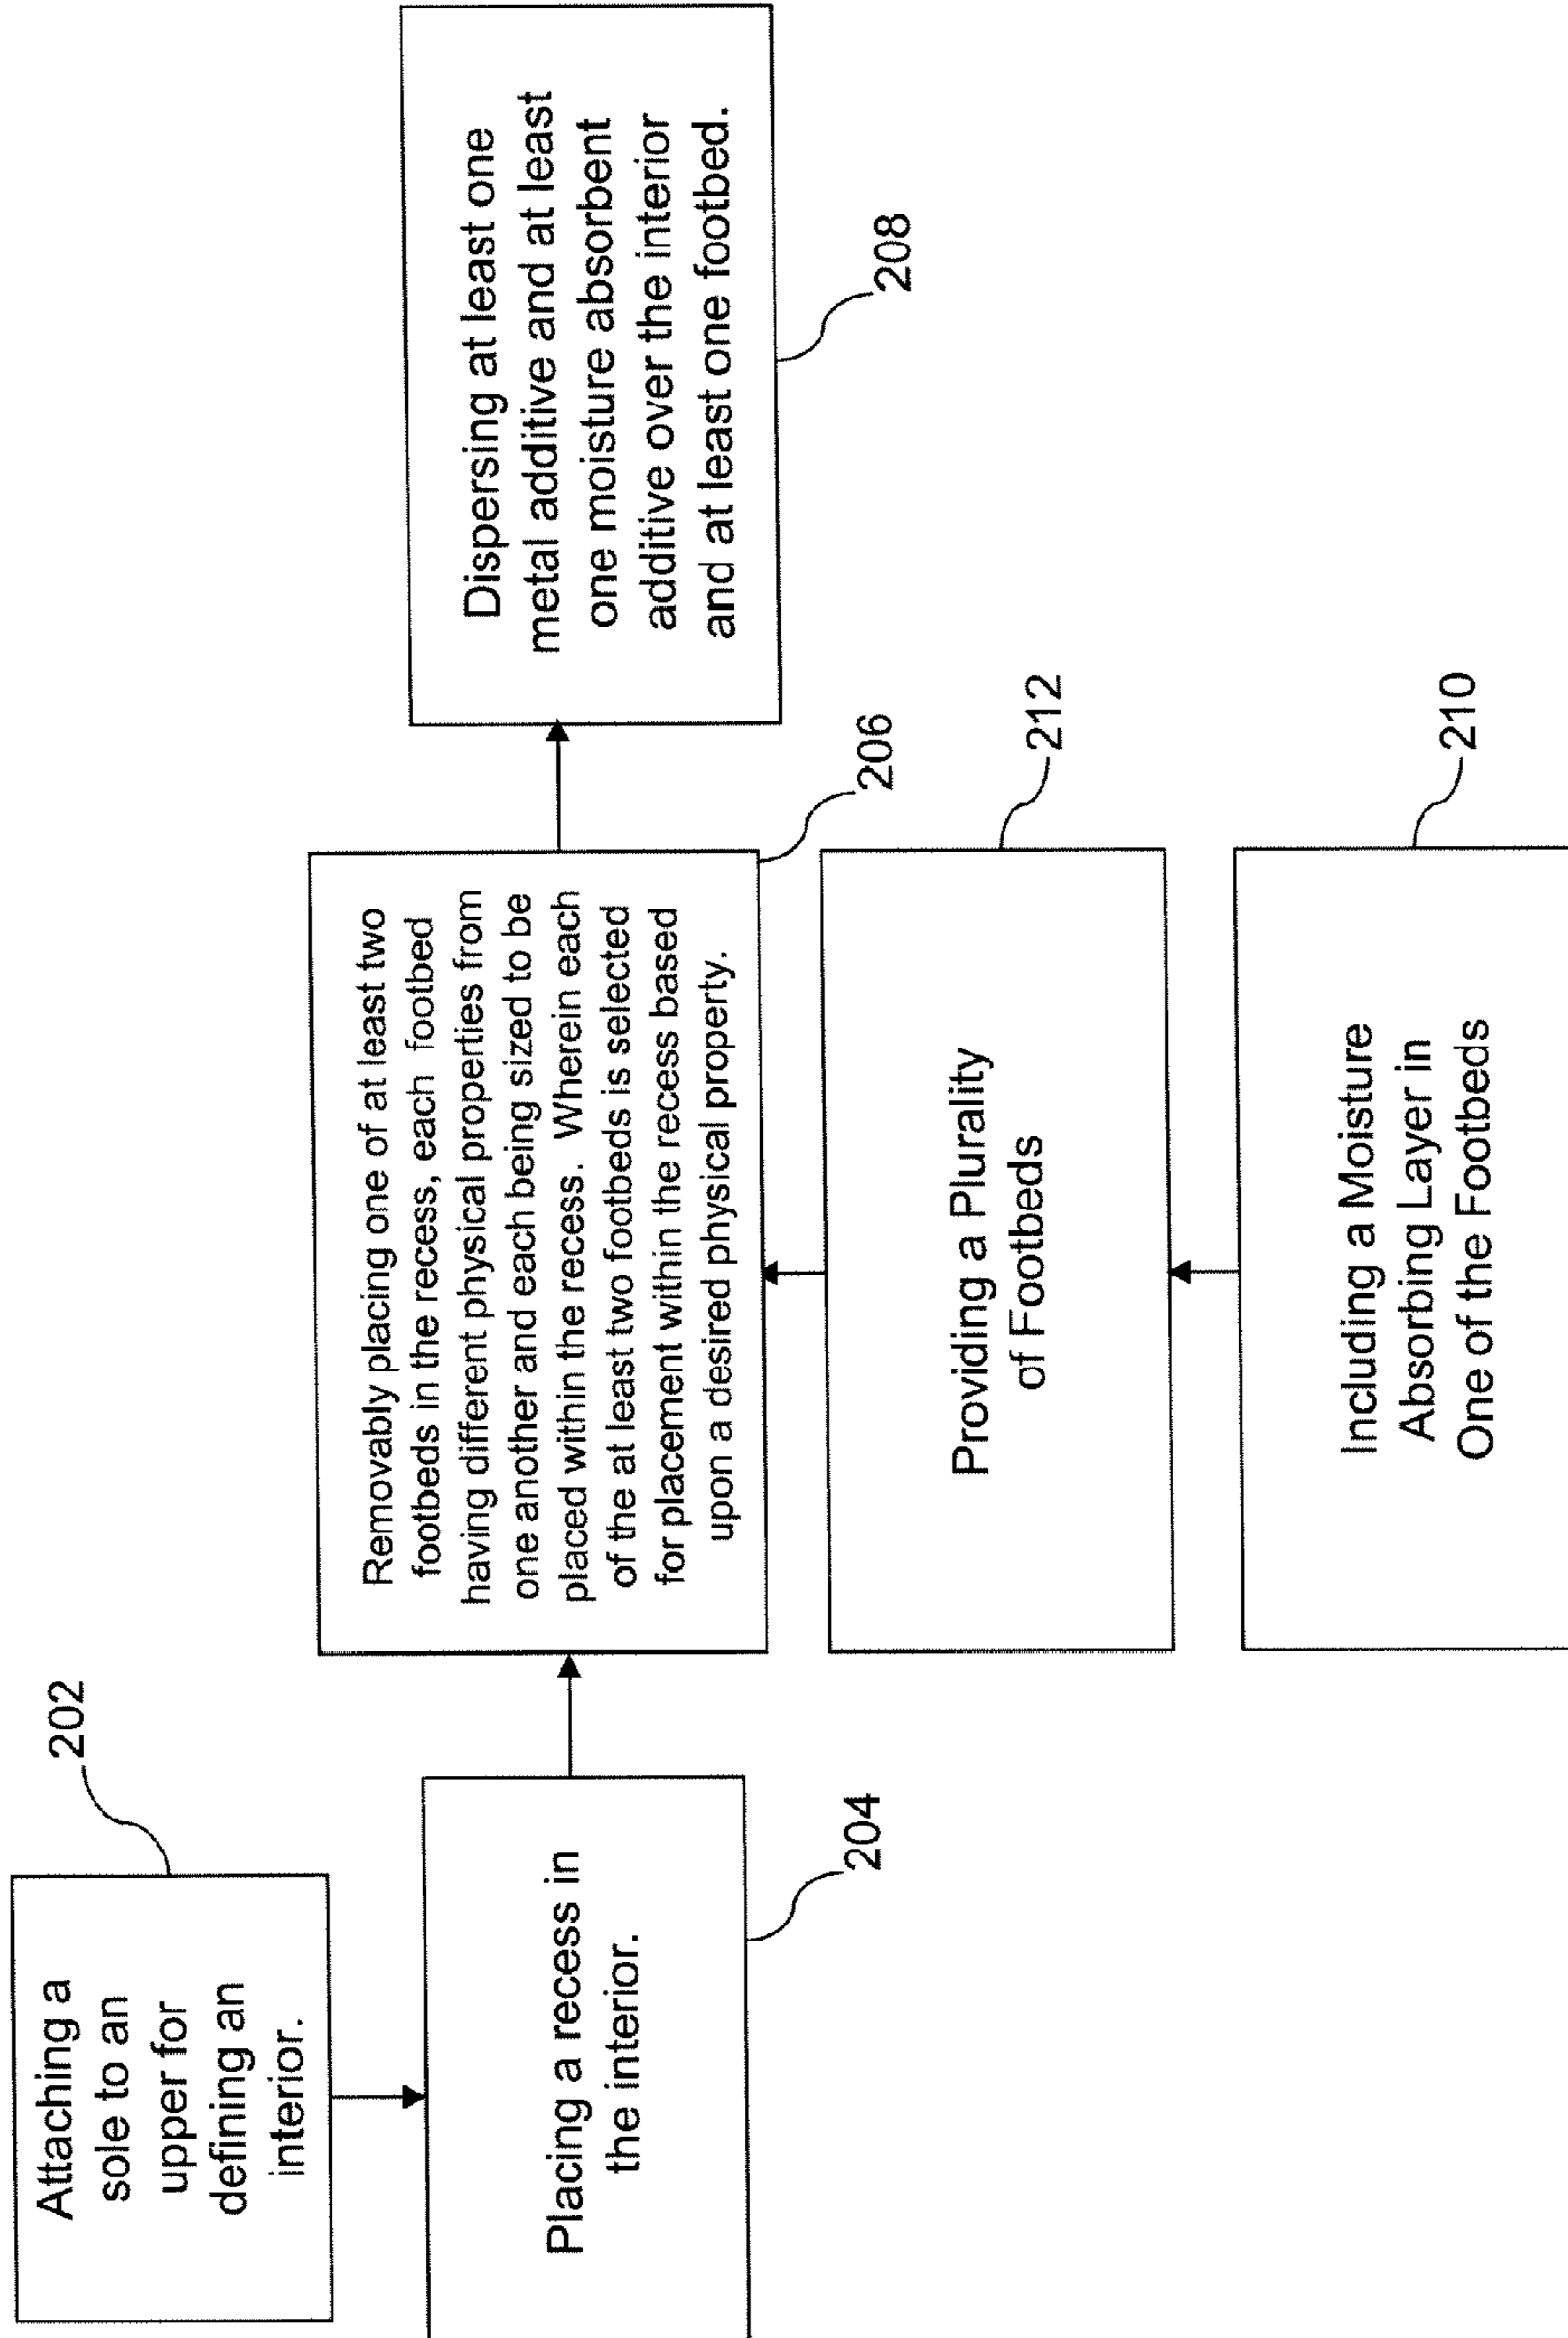 Attaching a
sole to an
upper for
defining an
interior.
202
Placing a recess in
the interior.
204
Removably placing one of at least two
footbeds in the recess, each footbed
having different physical properties from
one another and each being sized to be
placed within the recess. Wherein each
of the at least two footbeds is selected
for placement within the recess based
upon a desired physical property.
206
Providing a Plurality
of Footbeds
212
Including a Moisture
Absorbing Layer in
One of the Footbeds
210
Dispersing at least one
metal additive and at least
one moisture absorbent
additive over the interior
and at least one footbed.
208